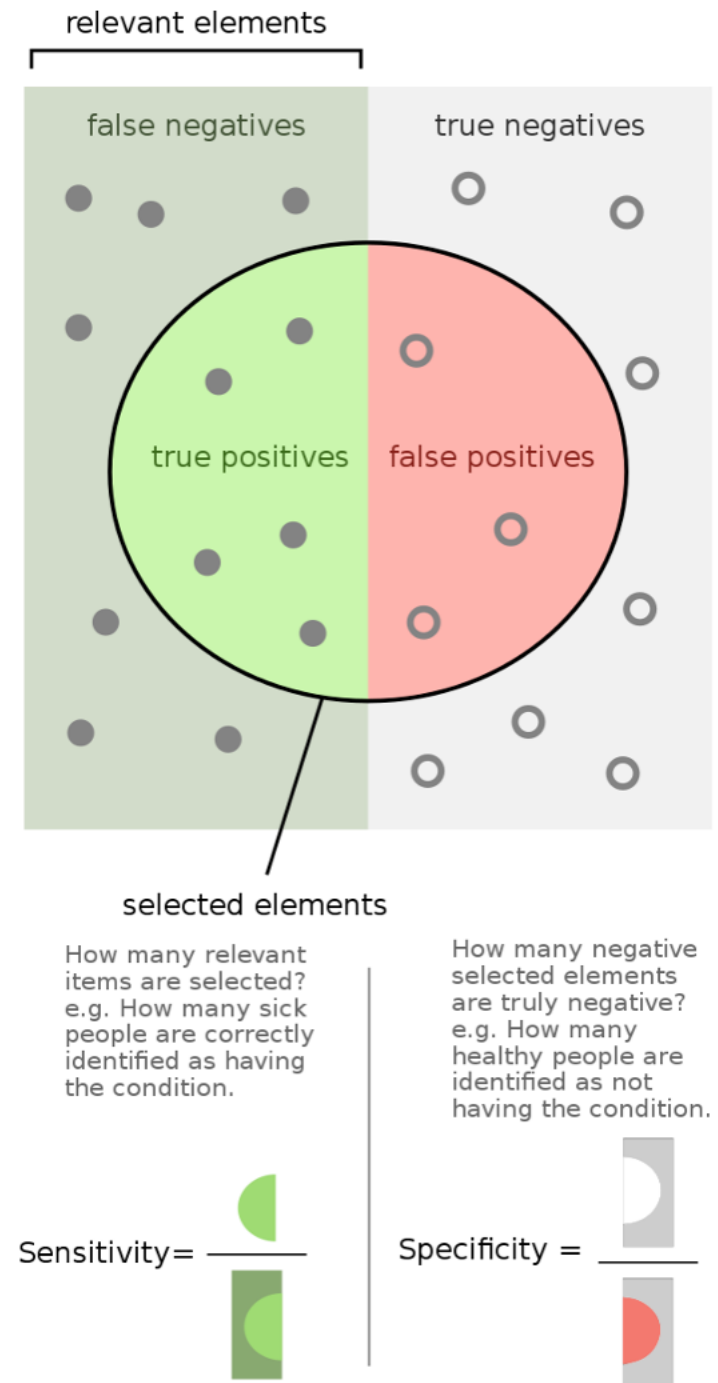 relevant elements
false negatives
true negatives
true positives
false positives
selected elements
How many relevant
items are selected?
e.g. How many sick
people are correctly
identified as having
the condition.
How many negative
selected elements
are truly negative?
e.g. How many
healthy people are
identified as not
having the condition.
Sensitivity=
Specificity =